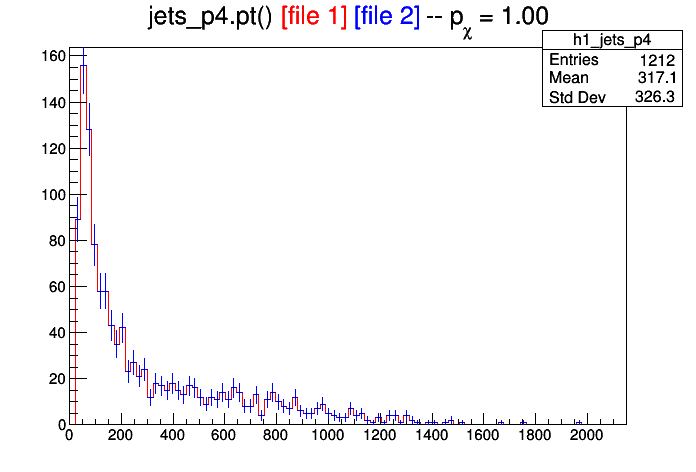 jets_p4.pt() [file 1] [file 2] -- pχ = 1.00
h1_jets_p4
Entries 1212
Mean 317.1
Std Dev 326.3
160
140
120
100
80
60
40
20
0
0 200 400 600 800 1000 1200 1400 1600 1800 2000